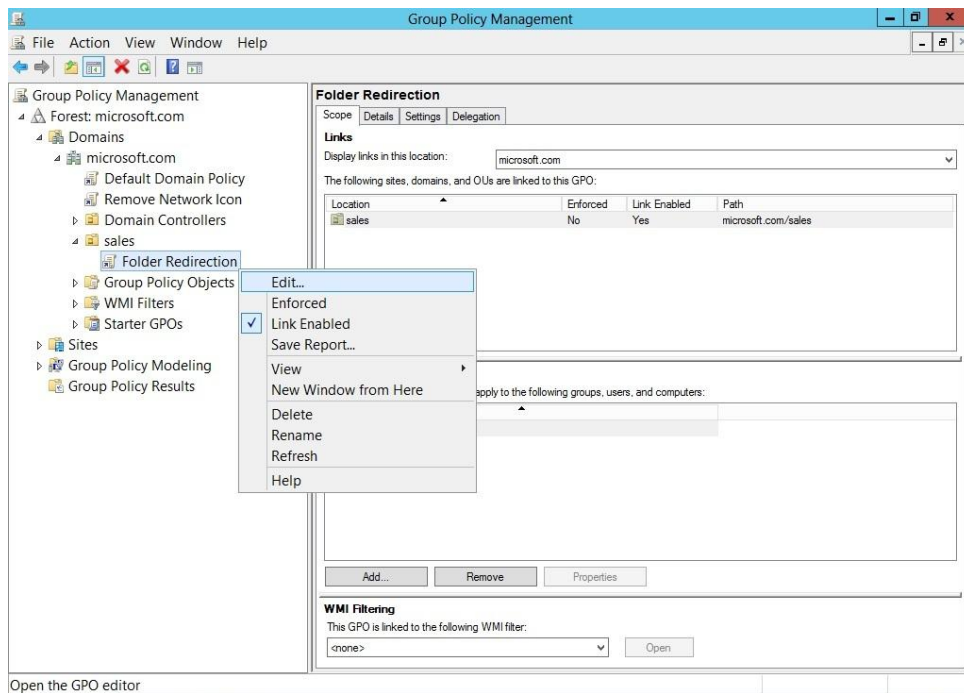 Group Policy Management
File Action View Window Help
Group Policy Management
Forest: microsoft.com
Domains
microsoft.com
Default Domain Policy
Remove Network Icon
Domain Controllers
sales
Folder Redirection
Group Policy Objects
WMI Filters
Starter GPOs
Sites
Group Policy Modeling
Group Policy Results
Edit...
Enforced
Link Enabled
Save Report...
View
New Window from Here
Delete
Rename
Refresh
Help
Folder Redirection
Scope Details Settings Delegation
Links
Display links in this location: microsoft.com
The following sites, domains, and OUs are linked to this GPO:
Location Enforced Link Enabled Path
sales No Yes microsoft.com/sales
apply to the following groups, users, and computers:
Add... Remove Properties
WMI Filtering
This GPO is linked to the following WMI filter:
<none> Open
Open the GPO editor